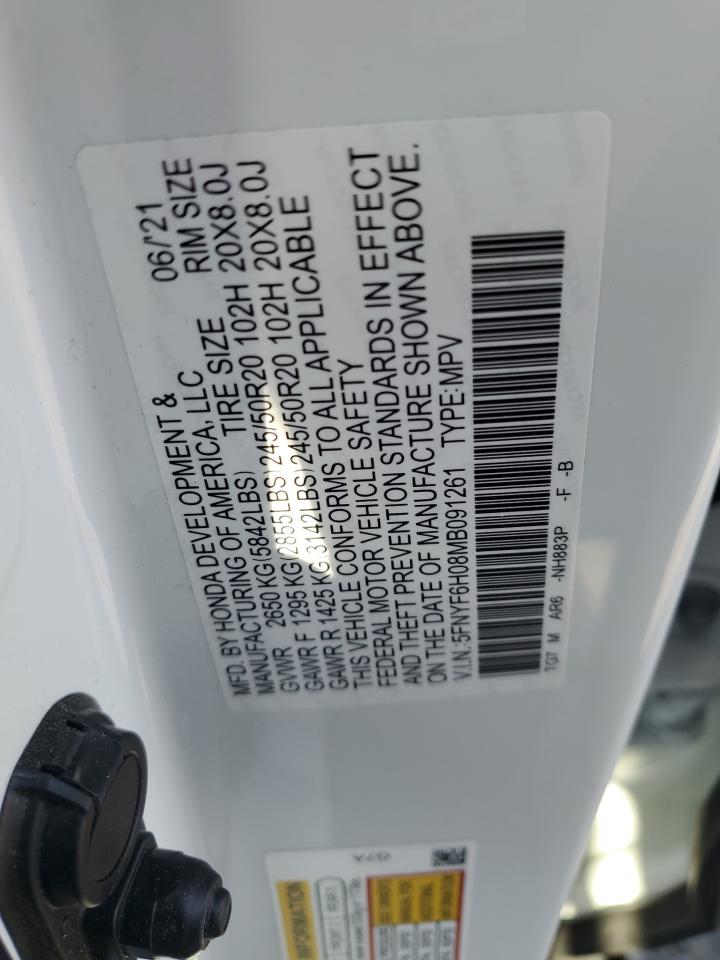 MFD. BY HONDA DEVELOPMENT & 06/'21
MANUFACTURING OF AMERICA, LLC RIM SIZE
GVWR 2650 KG(5842LBS) TIRE SIZE
GAWR F 1295 KG(2855LBS) 245/50R20 102H 20X8.0J
GAWR R 1425 KG(3142LBS) 245/50R20 102H 20X8.0J
THIS VEHICLE CONFORMS TO ALL APPLICABLE
FEDERAL MOTOR VEHICLE SAFETY
AND THEFT PREVENTION STANDARDS IN EFFECT
ON THE DATE OF MANUFACTURE SHOWN ABOVE.
V.I.N.:5FNYF6H08MB091261 TYPE:MPV
TG7 M AR6 -NH883P -F -B
INFORMATION